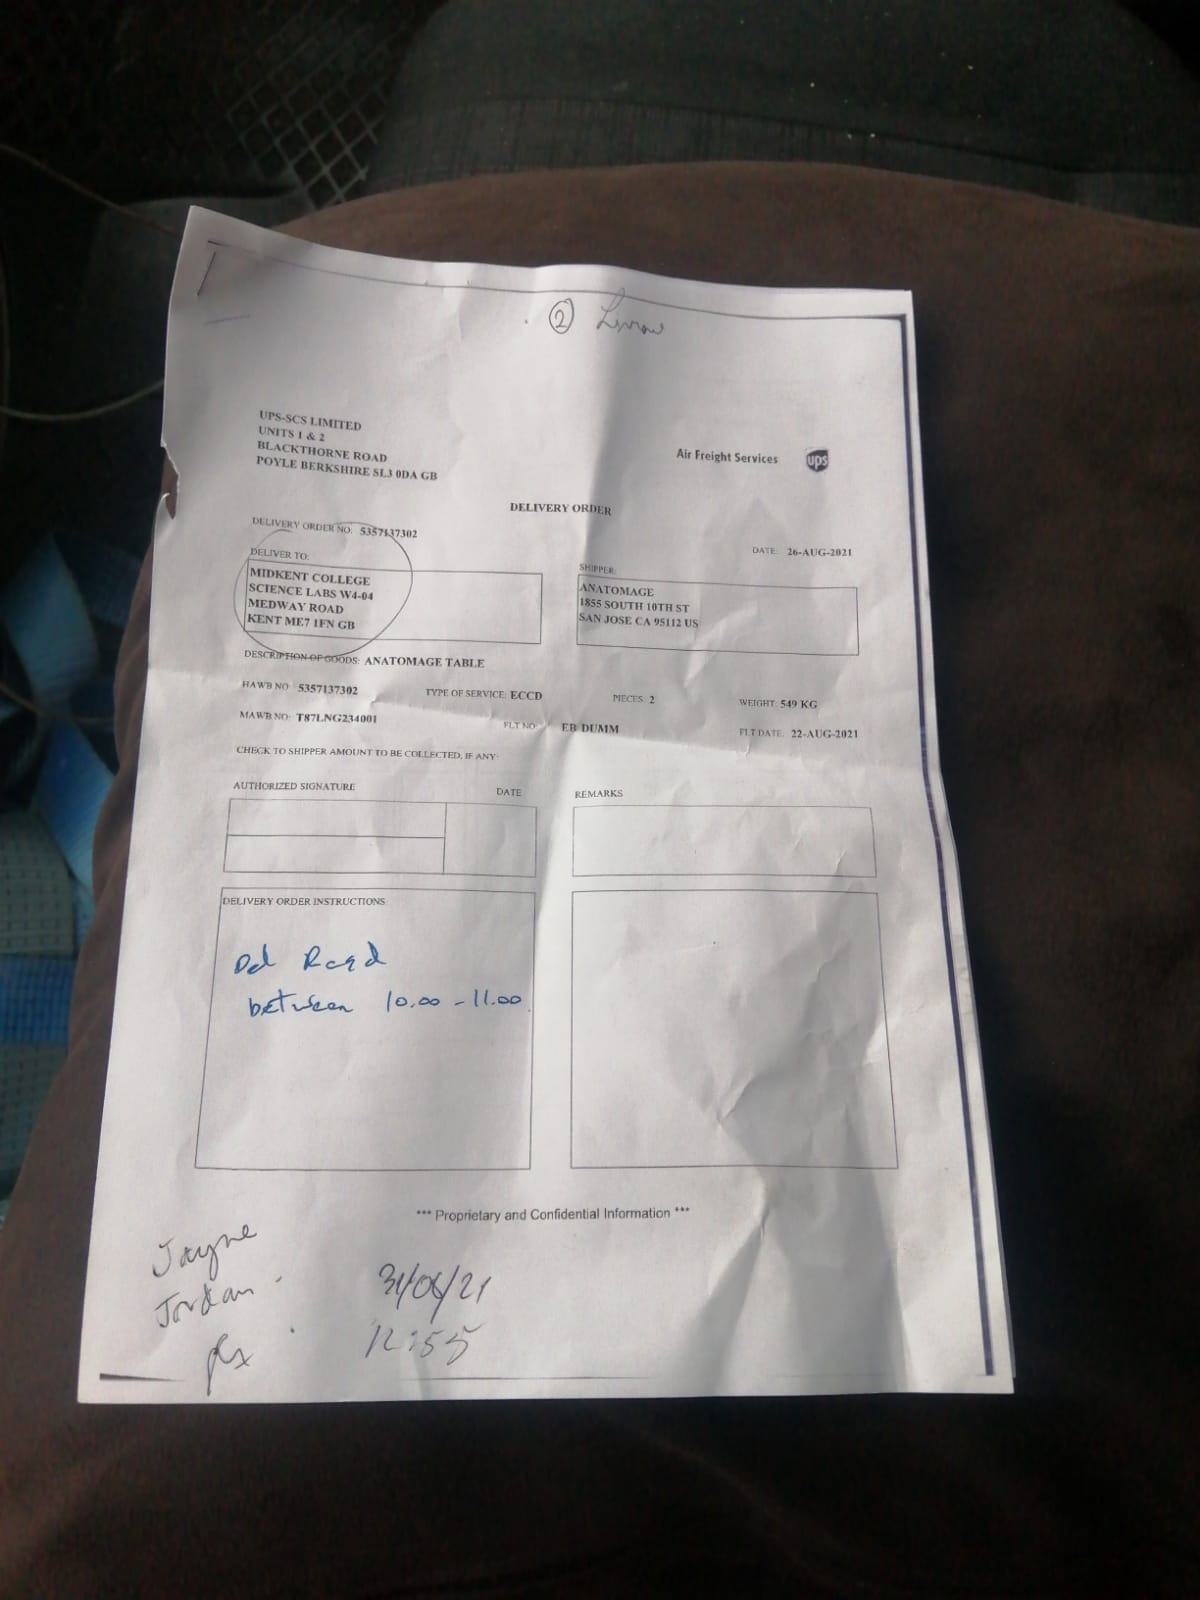 2
UPS-SCS LIMITED
UNITS 1 & 2
BLACKTHORNE ROAD
POYLE BERKSHIRE SL3 0DA GB
Air Freight Services
ups
DELIVERY ORDER
DELIVERY ORDER NO: 5357137302
DATE: 26-AUG-2021
DELIVER TO:
MIDKENT COLLEGE
SCIENCE LABS W4-04
MEDWAY ROAD
KENT ME7 1FN GB
SHIPPER:
ANATOMAGE
1855 SOUTH 10TH ST
SAN JOSE CA 95112 US
DESCRIPTION OF GOODS: ANATOMAGE TABLE
HAWB NO 5357137302 TYPE OF SERVICE: ECCD PIECES: 2 WEIGHT: 549 KG
MAWB NO: T87LNG234001 FLT NO: EB DUMM FLT DATE: 22-AUG-2021
CHECK TO SHIPPER AMOUNT TO BE COLLECTED, IF ANY:
AUTHORIZED SIGNATURE DATE
REMARKS
DELIVERY ORDER INSTRUCTIONS:
Del Reqd
between 10.00 - 11.00
*** Proprietary and Confidential Information ***
Jayne
Jordan
31/08/21
12:55